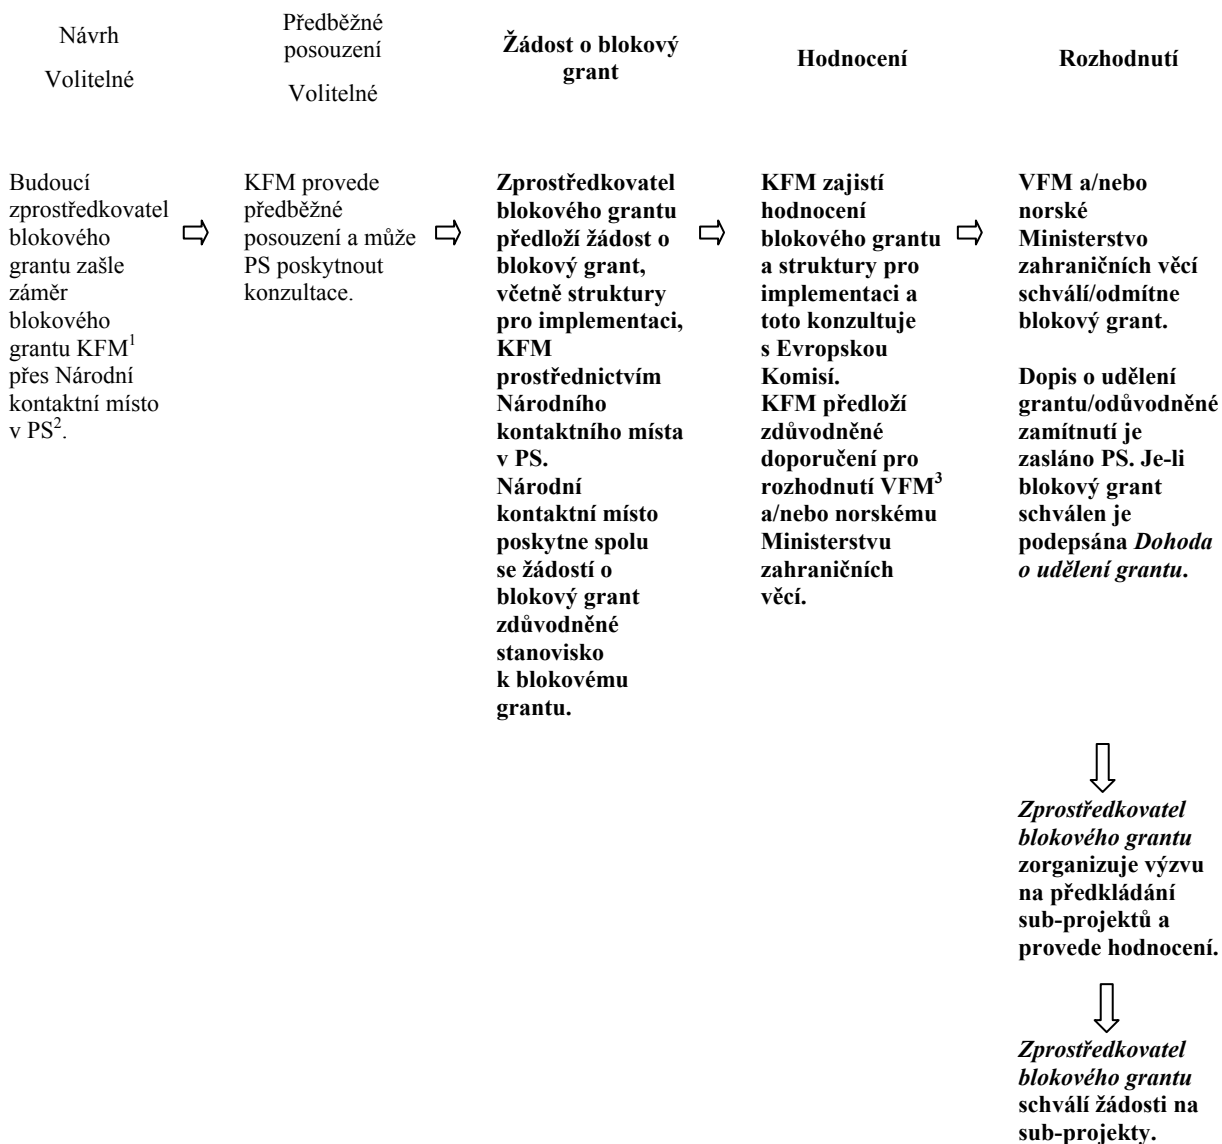 Návrh
Volitelné
Předběžné
posouzení
Volitelné
Žádost o blokový
grant
Hodnocení
Rozhodnutí
Budoucí
zprostředkovatel
blokového
grantu zašle
záměr
blokového
grantu KFM1
přes Národní
kontaktní místo
v PS2.
KFM provede
předběžné
posouzení a může
PS poskytnout
konzultace.
Zprostředkovatel
blokového grantu
předloží žádost o
blokový grant,
včetně struktury
pro implementaci,
KFM
prostřednictvím
Národního
kontaktního místa
v PS.
Národní
kontaktní místo
poskytne spolu
se žádostí o
blokový grant
zdůvodněné
stanovisko
k blokovému
grantu.
KFM zajistí
hodnocení
blokového grantu
a struktury pro
implementaci a
toto konzultuje
s Evropskou
Komisí.
KFM předloží
zdůvodněné
doporučení pro
rozhodnutí VFM3
a/nebo norskému
Ministerstvu
zahraničních
věcí.
VFM a/nebo
norské
Ministerstvo
zahraničních věcí
schválí/odmítne
blokový grant.
Dopis o udělení
grantu/odůvodněné
zamítnutí je
zasláno PS. Je-li
blokový grant
schválen je
podepsána Dohoda
o udělení grantu.
Zprostředkovatel
blokového grantu
zorganizuje výzvu
na předkládání
sub-projektů a
provede hodnocení.
Zprostředkovatel
blokového grantu
schválí žádosti na
sub-projekty.